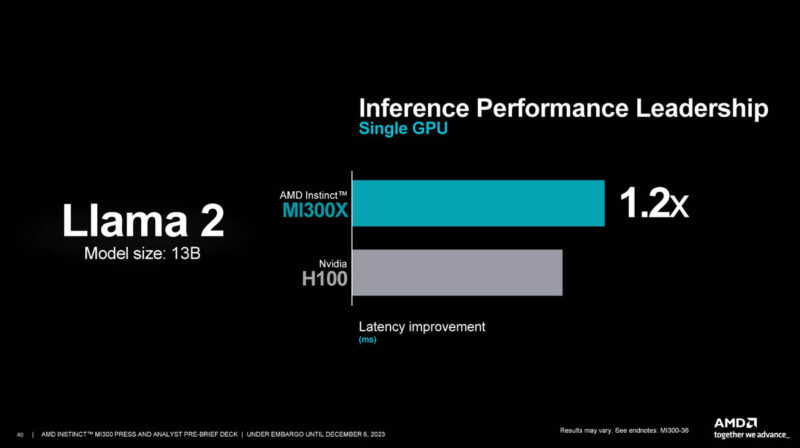 Inference Performance Leadership
Single GPU
Llama 2
Model size: 13B
AMD Instinct™
MI300X
1.2X
Nvidia
H100
Latency improvement
(ms)
40 | AMD INSTINCT™ MI300 PRESS AND ANALYST PRE-BRIEF DECK | UNDER EMBARGO UNTIL DECEMBER 6, 2023
Results may vary. See endnotes: MI300-36
AMD
together we advance_